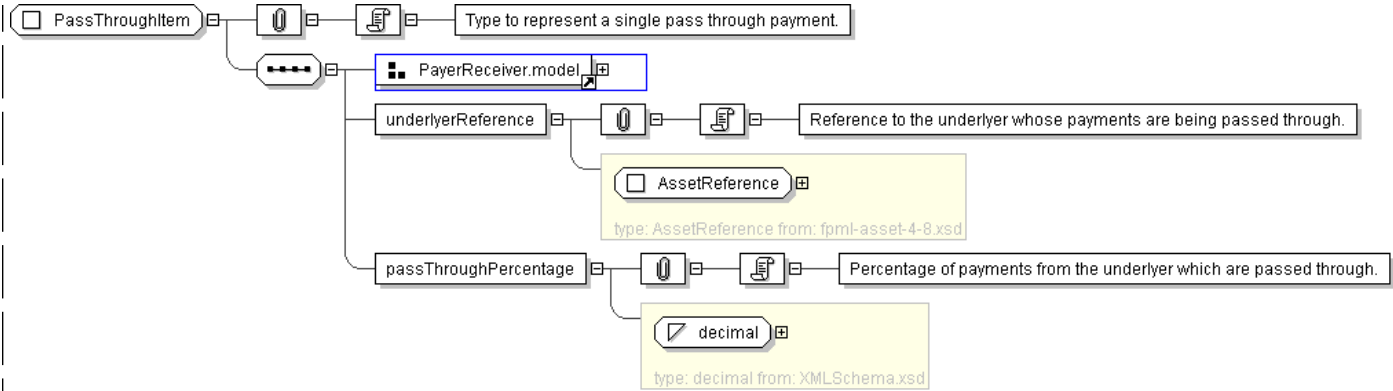 PassThroughItem
Type to represent a single pass through payment.
PayerReceiver.model
underlyerReference
Reference to the underlyer whose payments are being passed through.
AssetReference
type: AssetReference from: fpml-asset-4-8.xsd
passThroughPercentage
Percentage of payments from the underlyer which are passed through.
decimal
type: decimal from: XMLSchema.xsd